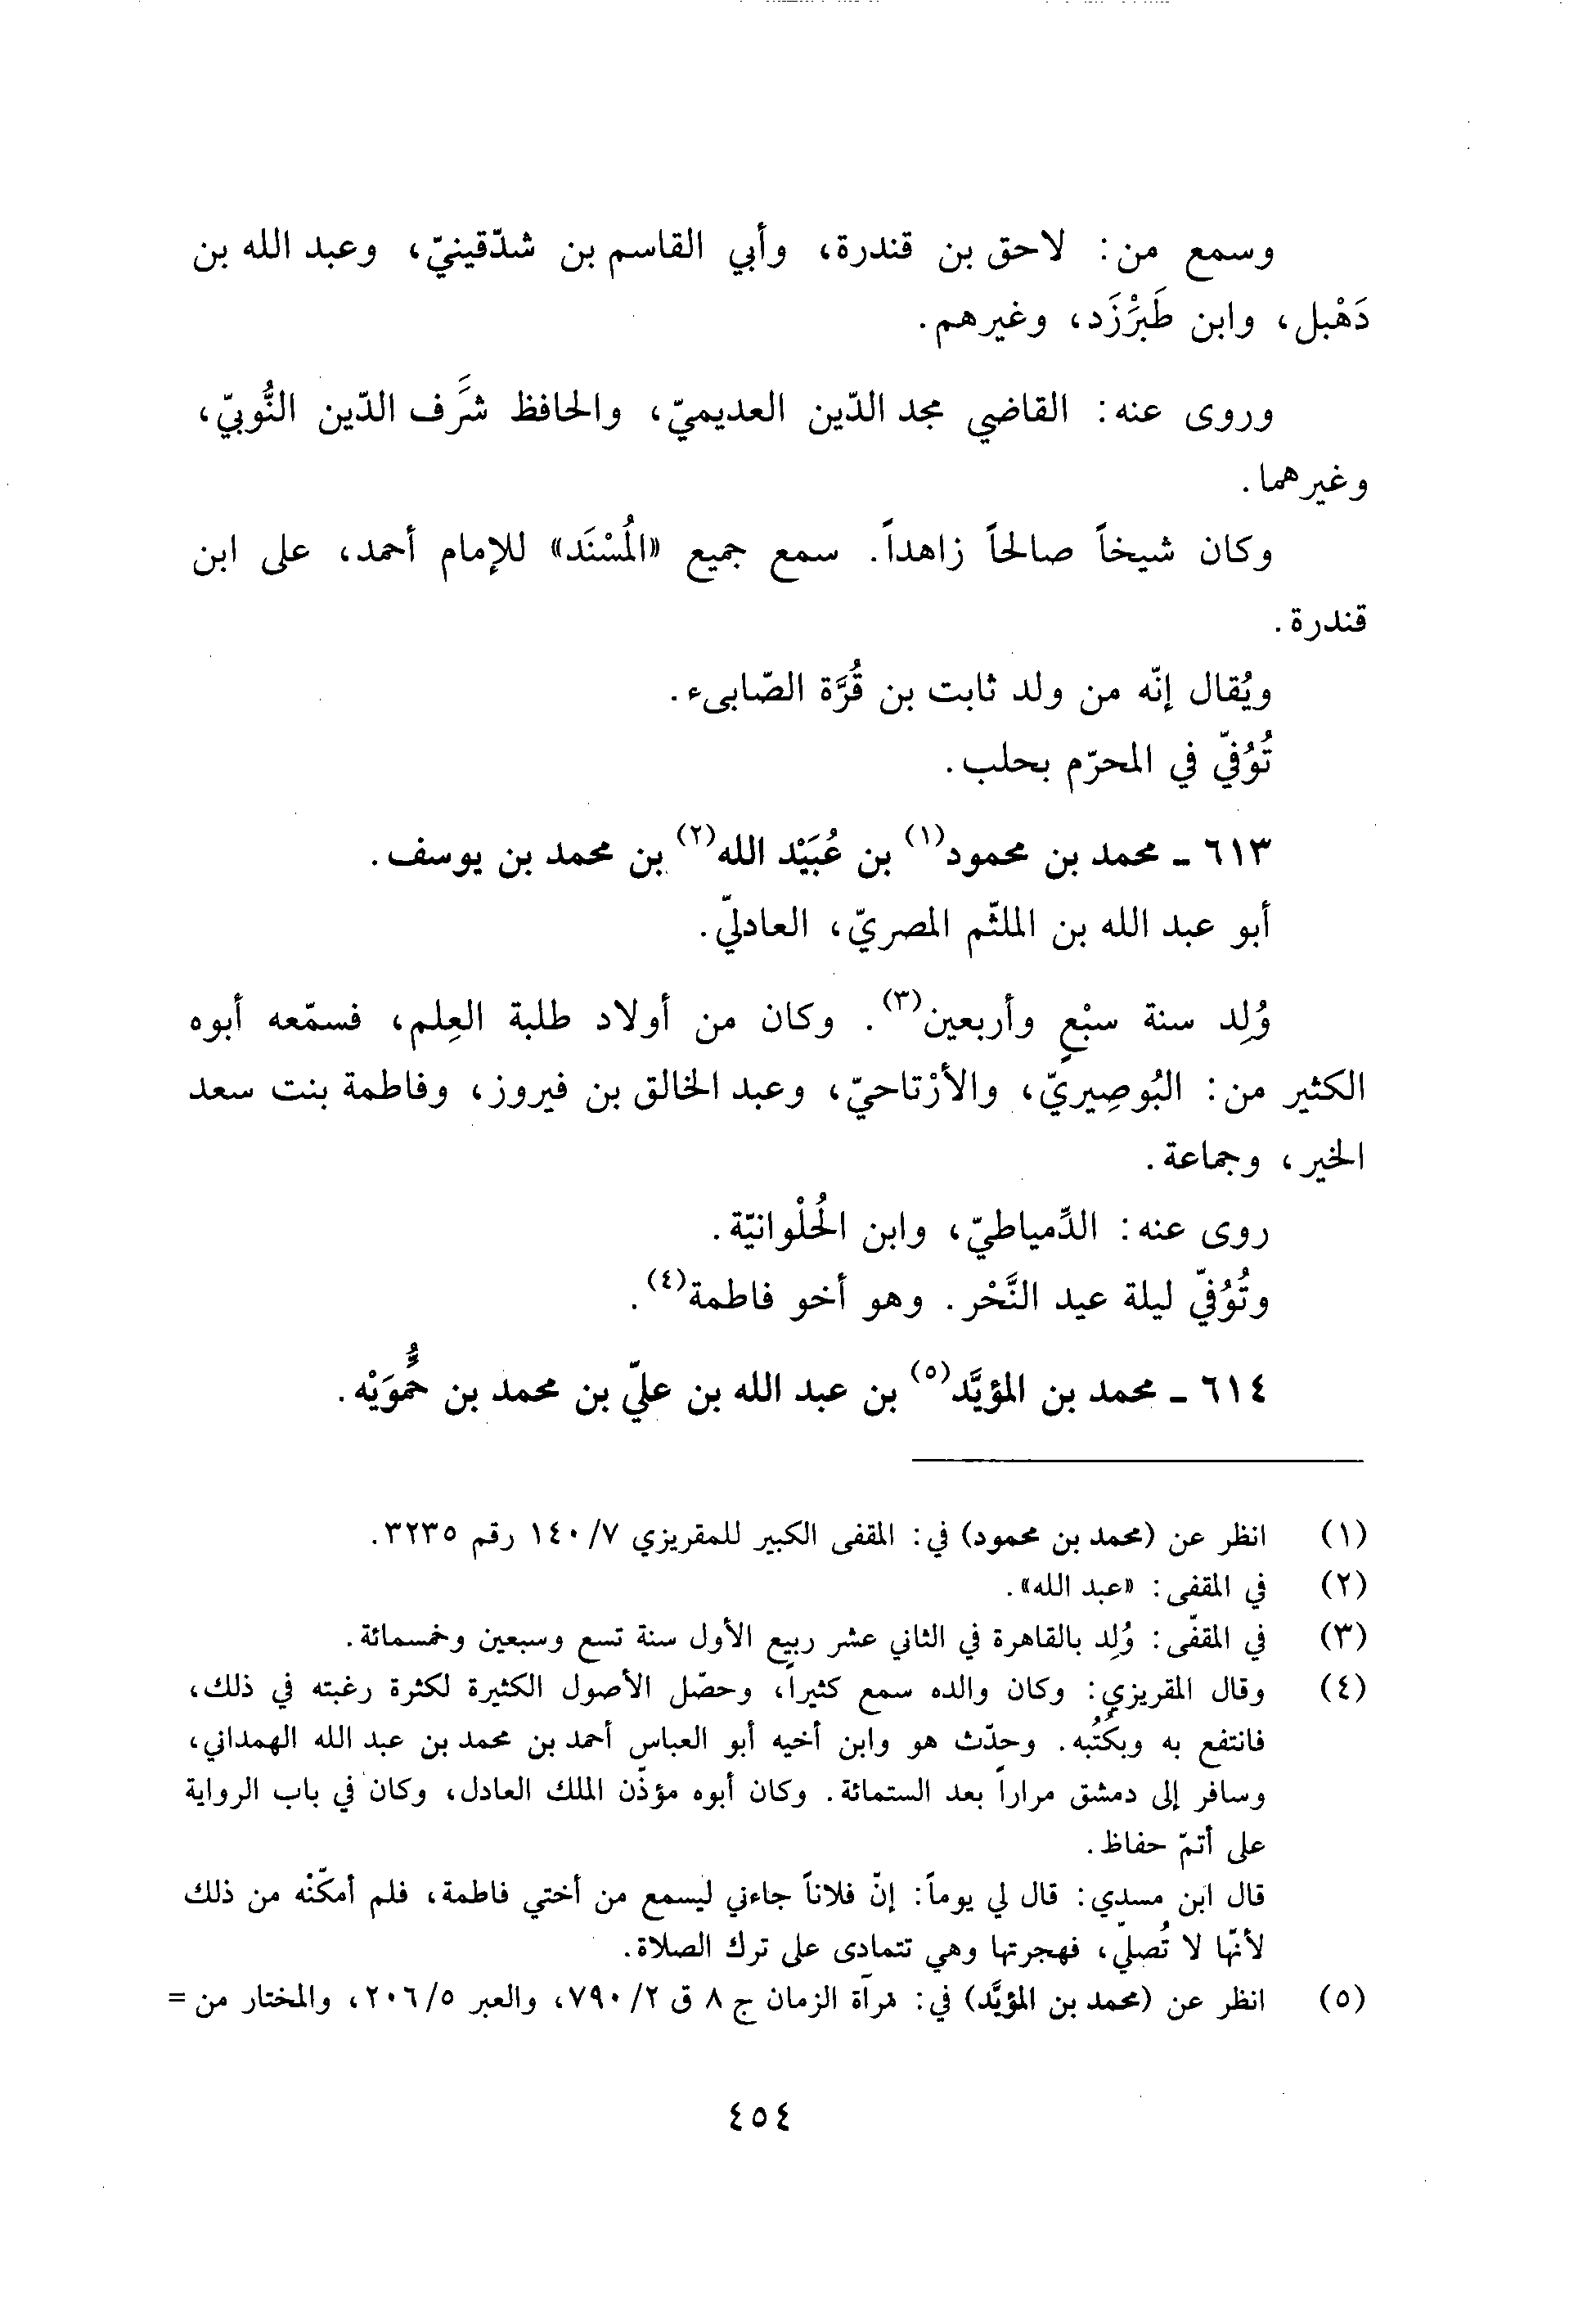 وسمع من: لاحق بن قندرة، وأبي القاسم بن شدّقينيّ، وعبد الله بن
دَهْبل، وابن طَبَرْزَد، وغيرهم.
وروى عنه: القاضي مجد الدّين العديميّ، والحافظ شَرَف الدّين النُّوبيّ،
وغيرهما.
وكان شيخاً صالحاً زاهداً. سمع جميع «المُسْنَد» للإمام أحمد، على ابن
قندرة.
ويُقال إنّه من ولد ثابت بن قُرَّة الصّابىء.
تُوُفيّ في المحرّم بحلب.
٦١٣ - محمد بن محمود(١) بن عُبَيْد الله(٢) بن محمد بن يوسف.
أبو عبد الله بن الملثّم المصريّ، العادليّ.
وُلِد سنة سبْعٍ وأربعين(٣). وكان من أولاد طلبة العِلم، فسمّعه أبوه
الكثير من: البُوصِيريّ، والأرْتاحيّ، وعبد الخالق بن فيروز، وفاطمة بنت سعد
الخير، وجماعة.
روى عنه: الدِّمياطيّ، وابن الحُلْوانيّة.
وتُوُفيّ ليلة عيد النَّحْر. وهو أخو فاطمة(٤).
٦١٤ - محمد بن المؤيَّد(٥) بن عبد الله بن عليّ بن محمد بن حمُّوَيْه.
(١) انظر عن (محمد بن محمود) في: المقفى الكبير للمقريزي ٧/ ١٤٠ رقم ٣٢٣٥.
(٢) في المقفى: «عبد الله».
(٣) في المقفّى: وُلِد بالقاهرة في الثاني عشر ربيع الأول سنة تسع وسبعين وخمسمائة.
(٤) وقال المقريزي: وكان والده سمع كثيراً، وحصّل الأصول الكثيرة لكثرة رغبته في ذلك،
فانتفع به وبكُتُبه. وحدّث هو وابن أخيه أبو العباس أحمد بن محمد بن عبد الله الهمداني،
وسافر إلى دمشق مراراً بعد الستمائة. وكان أبوه مؤذّن الملك العادل، وكان في باب الرواية
على أتمّ حفاظ.
قال ابن مسدي: قال لي يوماً: إنّ فلاناً جاءني ليسمع من أختي فاطمة، فلم أمكّنْه من ذلك
لأنّها لا تُصليّ، فهجرتها وهي تتمادى على ترك الصلاة.
(٥) انظر عن (محمد بن المؤيَّد) في: مرآة الزمان ج ٨ ق ٢/ ٧٩٠، والعبر ٥/ ٢٠٦، والمختار من =
٤٥٤